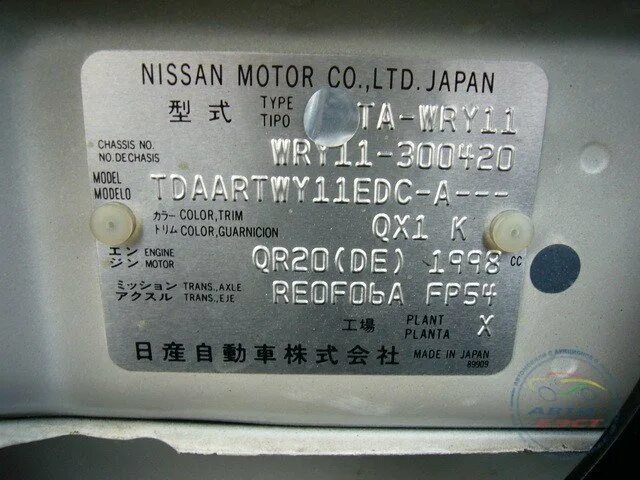 NISSAN MOTOR CO.,LTD. JAPAN
型式 TYPE TIPO TA-WRY11
CHASSIS NO. NO.DECHASIS WRY11-300420
MODEL MODELO TDAARTWY11EDC-A---
カラー COLOR,TRIM
トリム COLOR,GUARNICION QX1 K
エン ENGINE
ジン MOTOR QR20(DE) 1998 CC
ミッション TRANS.,AXLE
アクスル TRANS.,EJE RE0F06A FP54
工場 PLANT PLANTA X
日産自動車株式会社 MADE IN JAPAN
89909